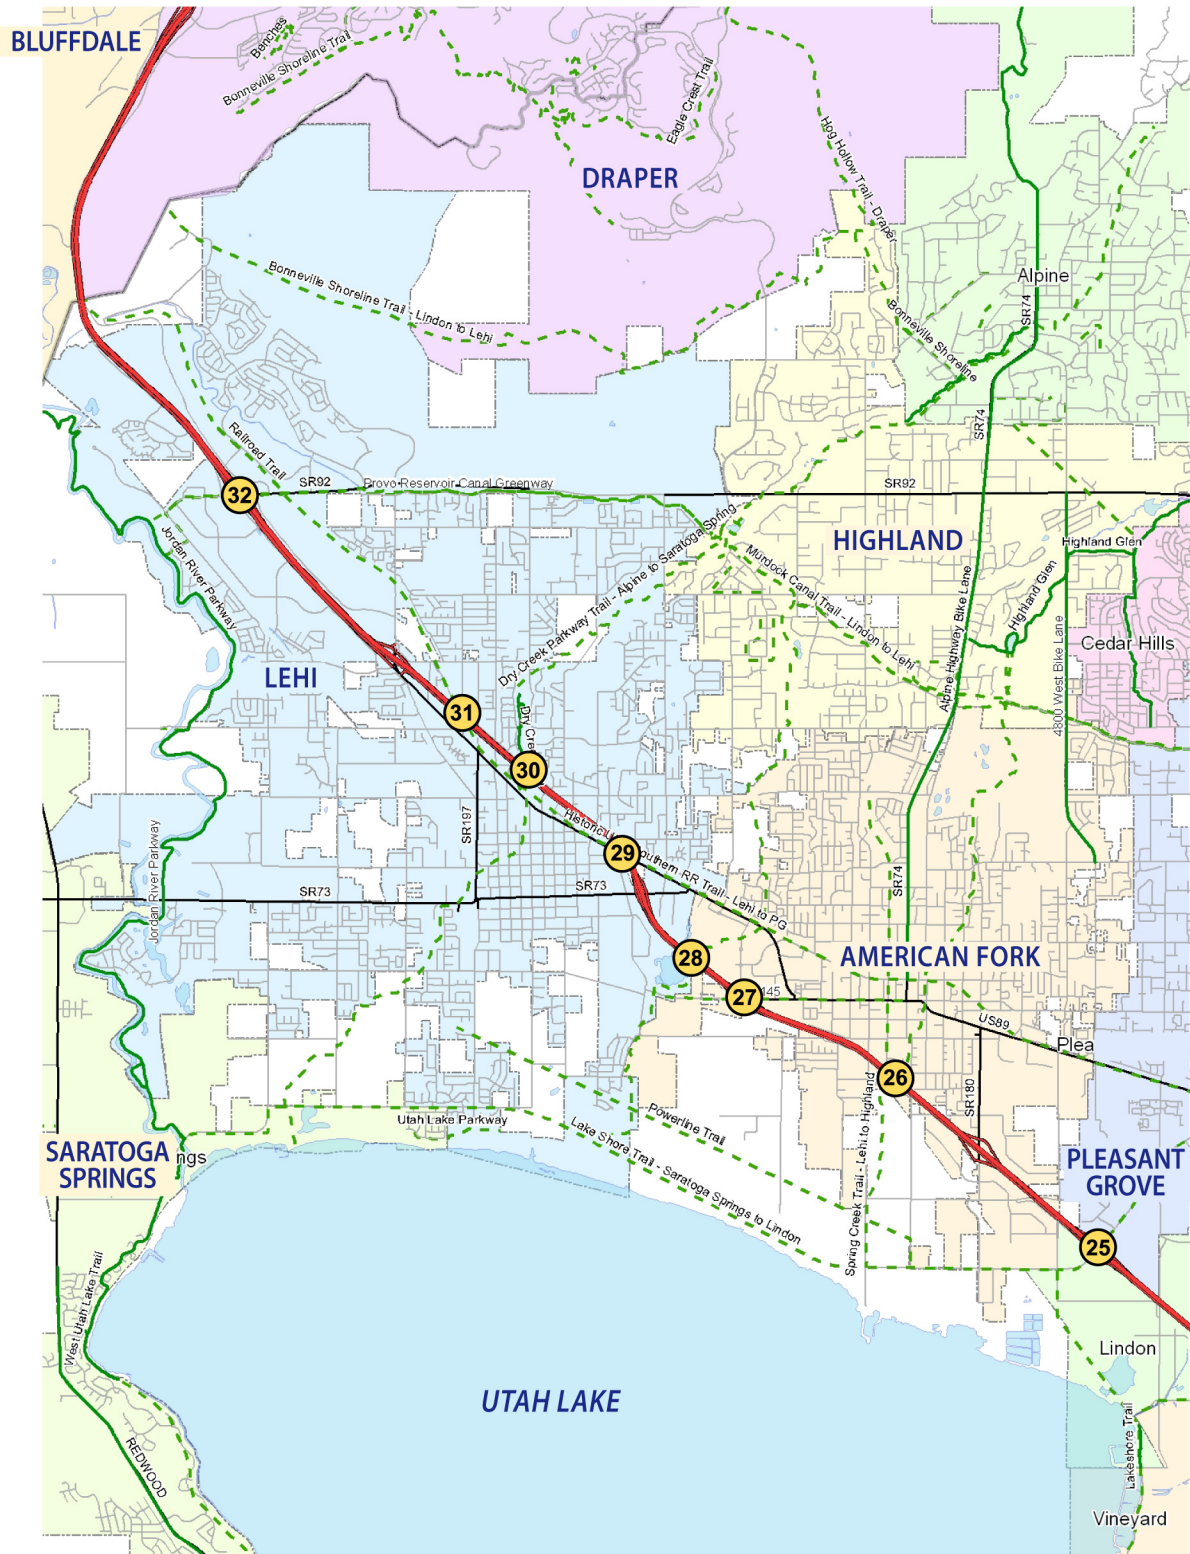 BLUFFDALE
Benches
Bonneville Shoreline Trail
Eagle Crest Trail
DRAPER
Hog Hollow Trail - Draper
Alpine
SR74
Bonneville Shoreline Trail - Lindon to Lehi
Bonneville Shoreline
SR74
Railroad Trail
32
SR92
Provo Reservoir Canal Greenway
SR92
HIGHLAND
Highland Glen
Jordan River Parkway
Dry Creek Parkway Trail - Alpine to Saratoga Spring
Murdock Canal Trail - Lindon to Lehi
Alpine Highway Bike Lane
Highland Glen
4800 West Bike Lane
Cedar Hills
LEHI
31
Dry Cre
30
SR197
Historic U
29
outhern RR Trail - Lehi to PG
Jordan River Parkway
SR73
SR73
SR74
28
AMERICAN FORK
27
145
US89
Plea
26
SR180
Utah Lake Parkway
Powerline Trail
Lake Shore Trail - Saratoga Springs to Lindon
Spring Creek Trail - Lehi to Highland
SARATOGA
SPRINGS
ngs
PLEASANT
GROVE
25
West Utah Lake Trail
Lindon
UTAH LAKE
REDWOOD
Lakeshore Trail
Vineyard